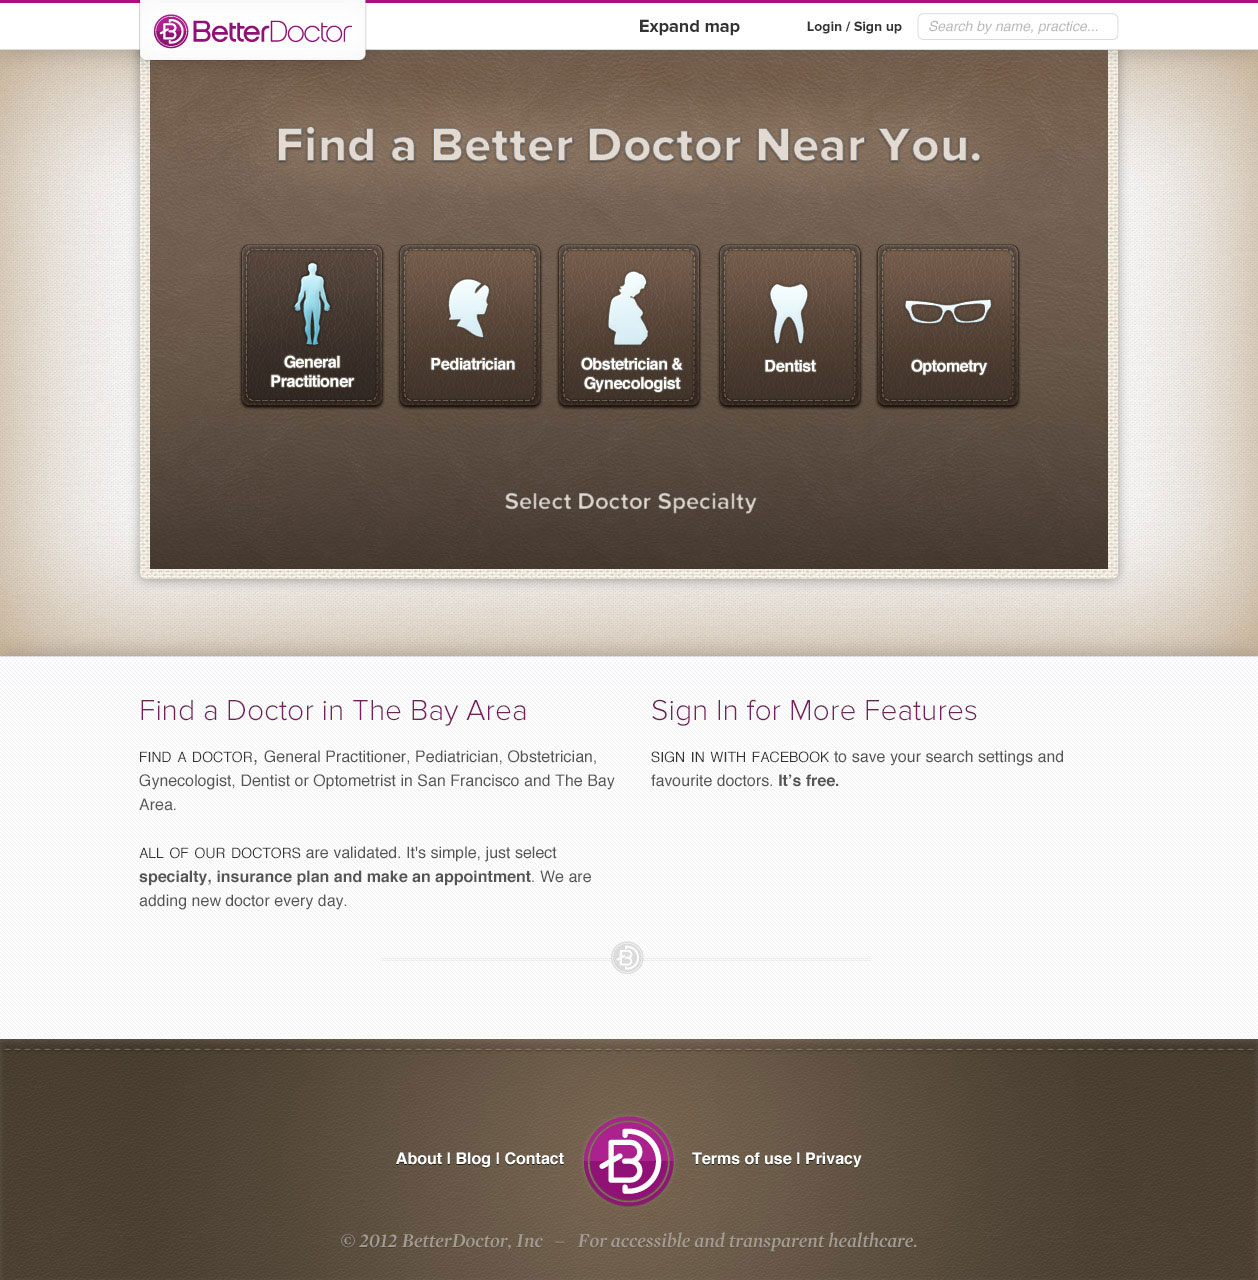 BetterDoctor
Expand map
Login / Sign up
Search by name, practice...
Find a Better Doctor Near You.
General
Practitioner
Pediatrician
Obstetrician &
Gynecologist
Dentist
Optometry
Select Doctor Specialty
Find a Doctor in The Bay Area
FIND A DOCTOR, General Practitioner, Pediatrician, Obstetrician,
Gynecologist, Dentist or Optometrist in San Francisco and The Bay
Area.
ALL OF OUR DOCTORS are validated. It's simple, just select
specialty, insurance plan and make an appointment. We are
adding new doctor every day.
Sign In for More Features
SIGN IN WITH FACEBOOK to save your search settings and
favourite doctors. It’s free.
About | Blog | Contact
Terms of use | Privacy
© 2012 BetterDoctor, Inc – For accessible and transparent healthcare.